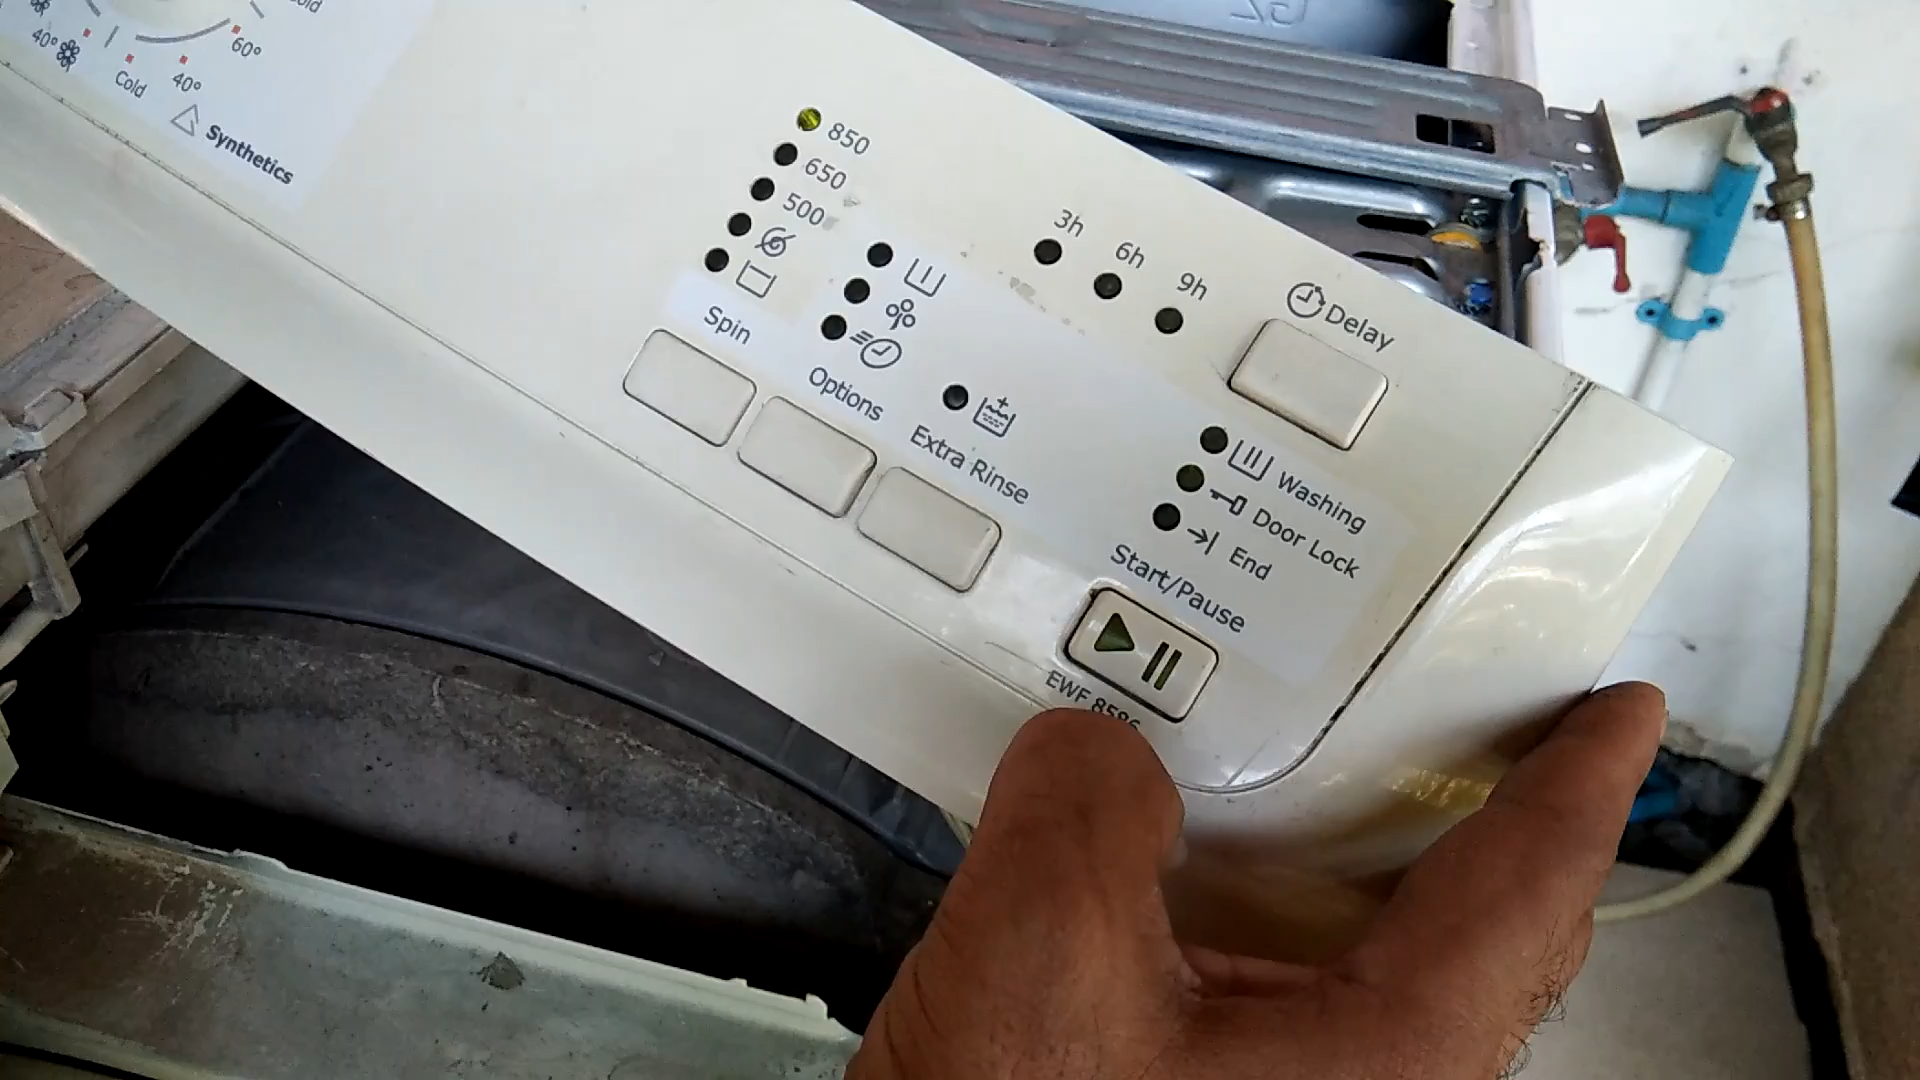 40°
Cold
40°
60°
Synthetics
850
650
500
Spin
Options
Extra Rinse
3h
6h
9h
Delay
Washing
Door Lock
End
Start/Pause
EWF